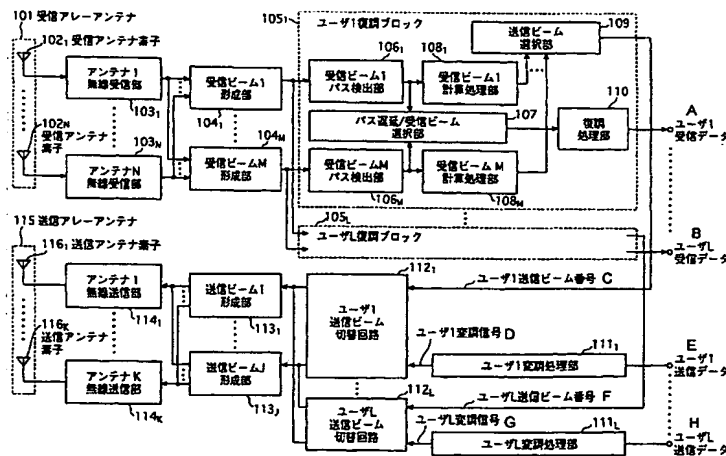 101 受信アレーアンテナ
102₁ 受信アンテナ素子
アンテナ1
無線受信部
103₁
受信ビーム1
形成部
104₁
102N
受信アンテナ
素子
103N
アンテナN
無線受信部
104M
受信ビームM
形成部
105₁
ユーザ1復調ブロック
送信ビーム
選択部
109
106₁
受信ビーム1
パス検出部
108₁
受信ビーム1
計算処理部
パス遅延/受信ビーム
選択部
107
110
復調
処理部
受信ビームM
パス検出部
106M
受信ビームM
計算処理部
108M
A
ユーザ1
受信データ
105L
ユーザL復調ブロック
B
ユーザL
受信データ
115 送信アレーアンテナ
116₁ 送信アンテナ素子
アンテナ1
無線送信部
114₁
送信ビーム1
形成部
113₁
112₁
ユーザ1
送信ビーム
切替回路
ユーザ1送信ビーム番号 C
ユーザ1変調信号 D
111₁
ユーザ1変調処理部
E
ユーザ1
送信データ
116K
送信アンテナ
素子
アンテナK
無線送信部
114K
送信ビームJ
形成部
113J
112L
ユーザL
送信ビーム
切替回路
ユーザL送信ビーム番号 F
ユーザL変調信号 G
111L
ユーザL変調処理部
H
ユーザL
送信データ